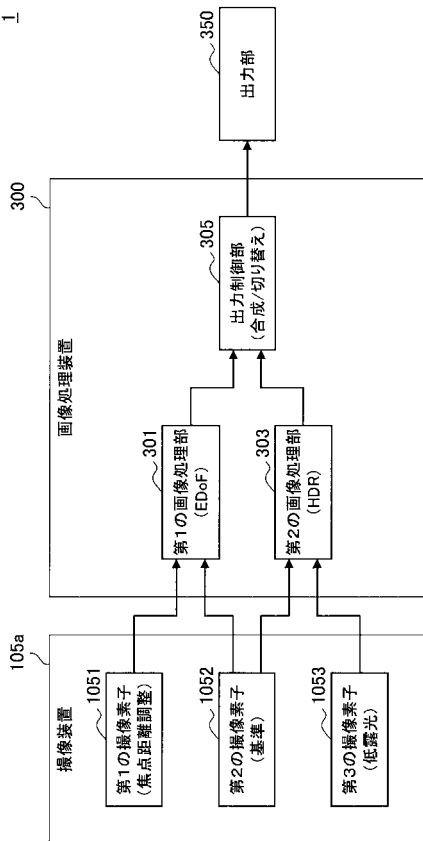 1
105a
撮像装置
1051
第1の撮像素子
(焦点距離調整)
1052
第2の撮像素子
(基準)
1053
第3の撮像素子
(低露光)
300
画像処理装置
301
第1の画像処理部
(EDoF)
303
第2の画像処理部
(HDR)
305
出力制御部
(合成/切り替え)
350
出力部